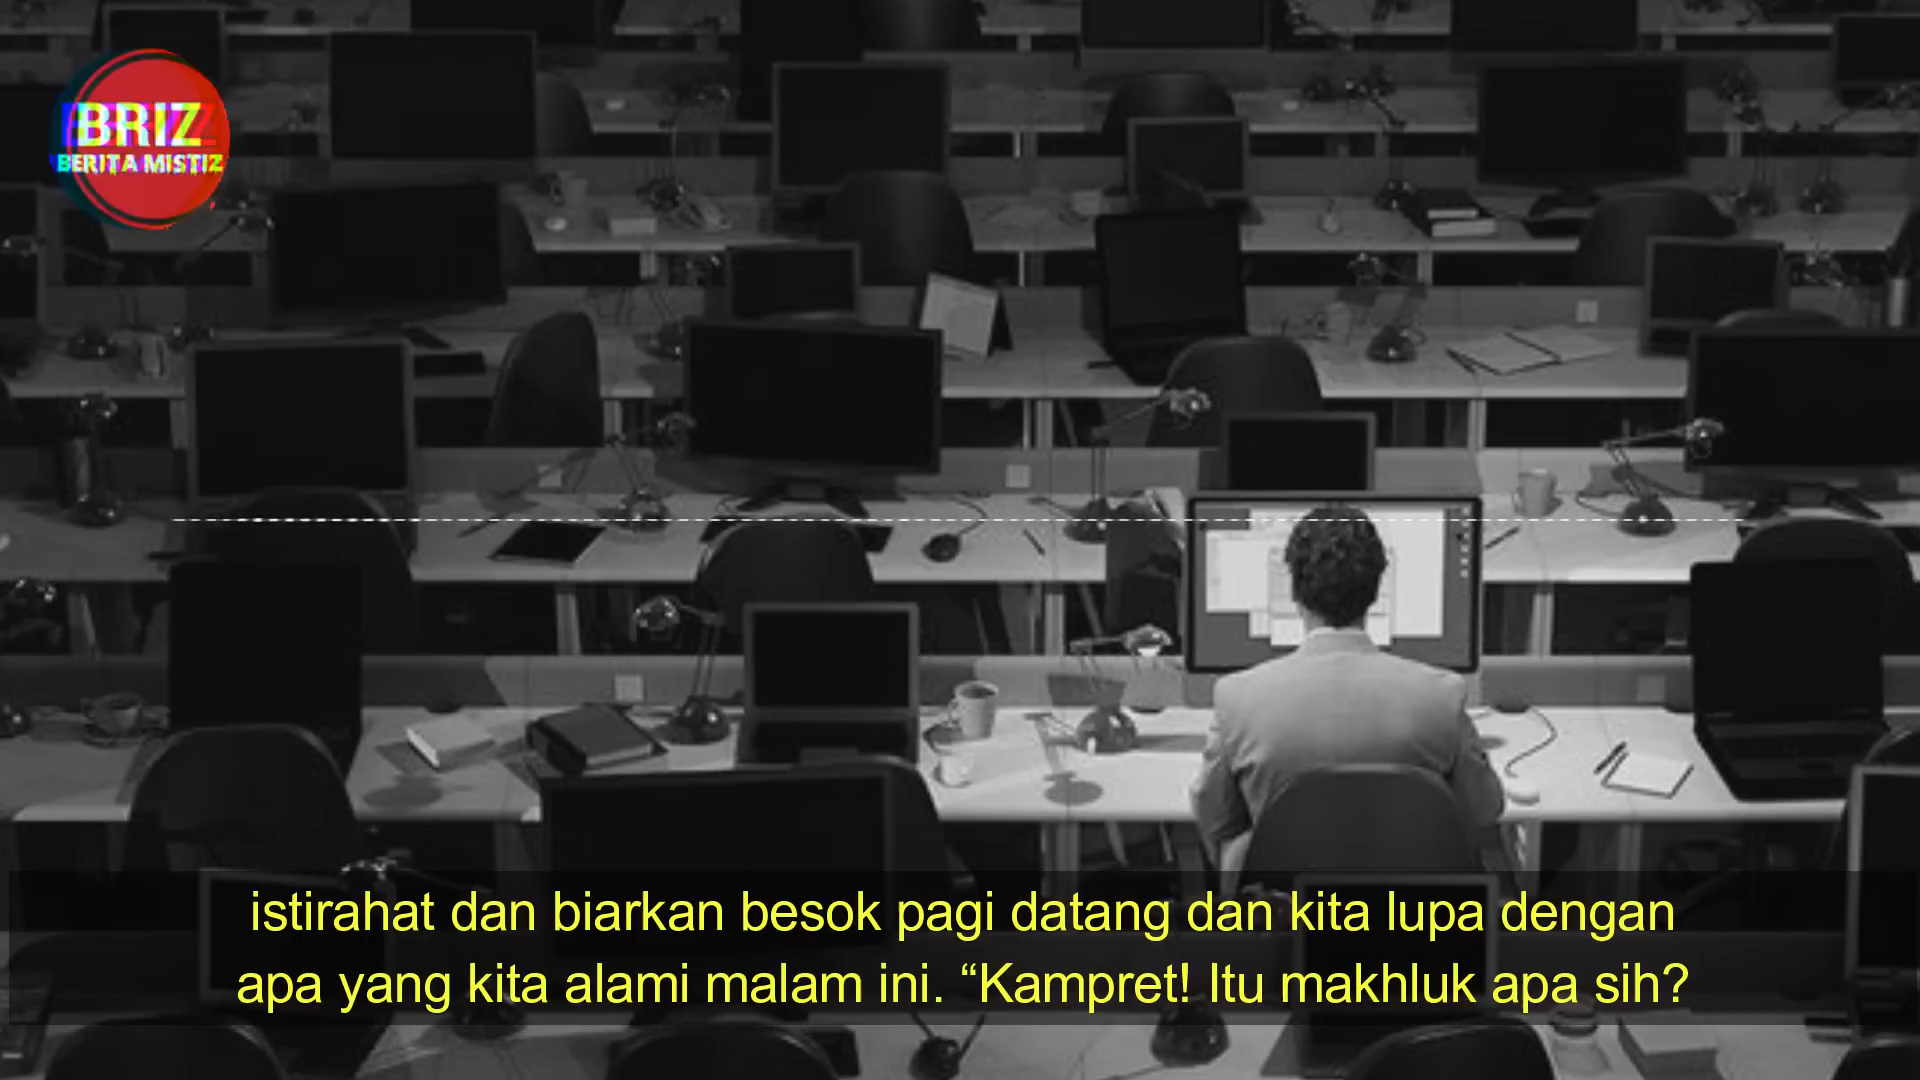 BRIZ
BERITA MISTIZ
istirahat dan biarkan besok pagi datang dan kita lupa dengan
apa yang kita alami malam ini. “Kampret! Itu makhluk apa sih?